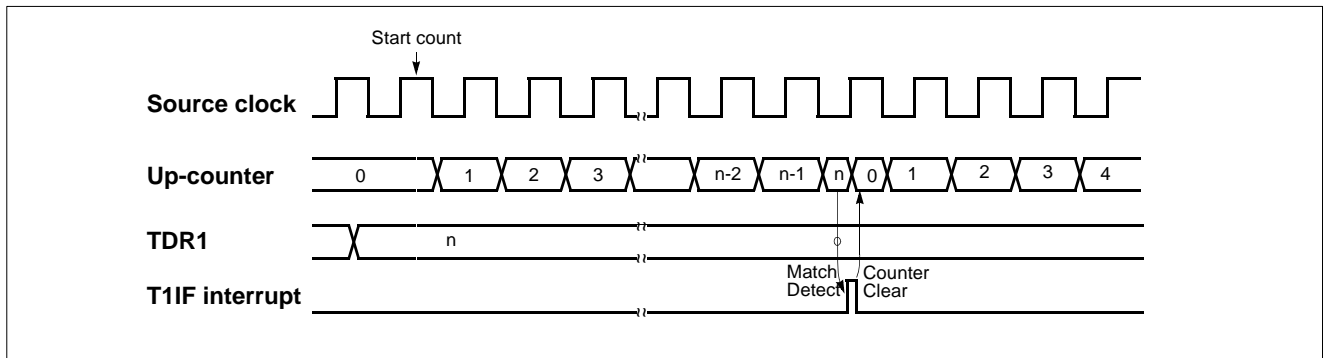 Start count
Source clock
Up-counter
0 1 2 3 n-2 n-1 n 0 1 2 3 4
TDR1
n
Match
Detect
Counter
Clear
T1IF interrupt